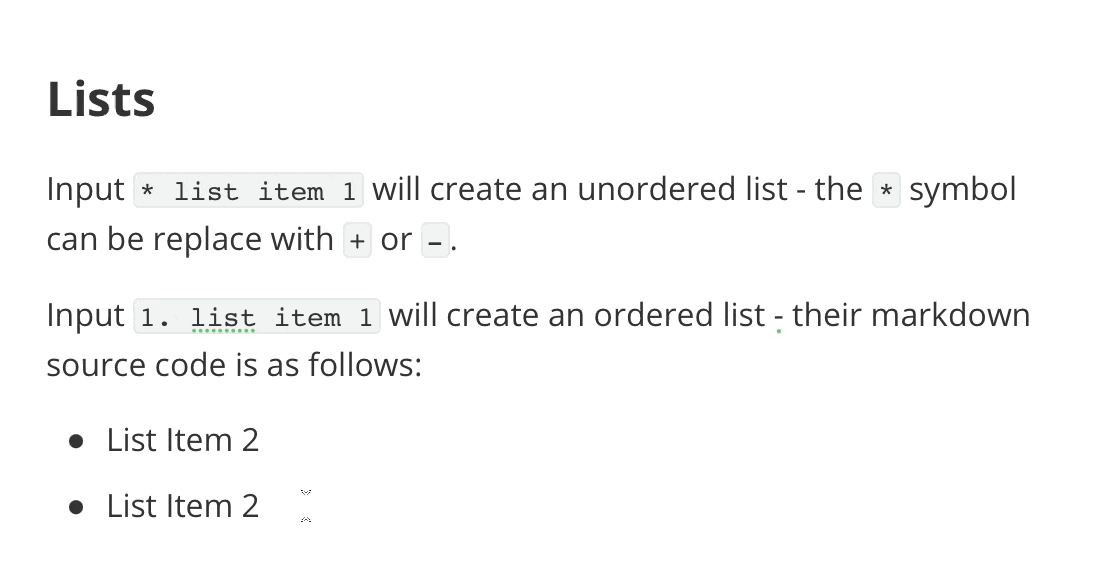 Lists
Input * list item 1 will create an unordered list - the * symbol
can be replace with + or –.
Input 1. list item 1 will create an ordered list - their markdown
source code is as follows:
● List Item 2
● List Item 2